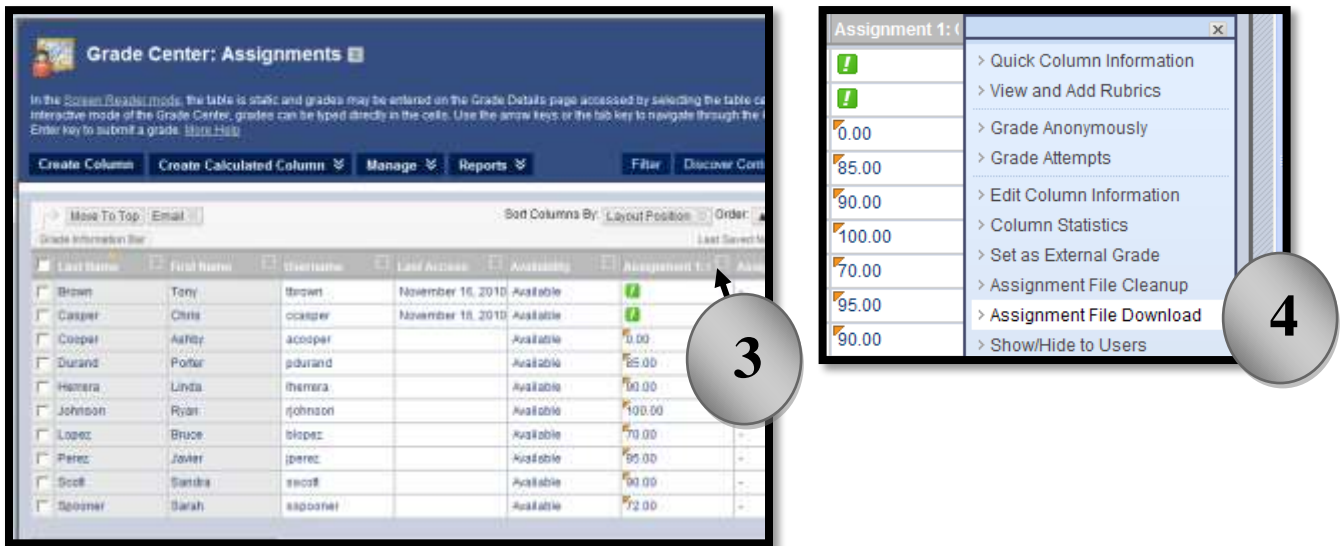 Grade Center: Assignments
In the Screen Reader mode, the table is static and grades may be entered on the Grade Details page accessed by selecting the table ce
interactive mode of the Grade Center, grades can be typed directly in the cells. Use the arrow keys or the tab key to navigate through the
Enter key to submit a grade. More Help
Create Column Create Calculated Column Manage Reports Filter Discover Cont
Move To Top Email Sort Columns By: Layout Position Order:
Grade Information Bar Last Saved
Last Name First Name Username Last Access Availability Assignment 1:
Brown Tony tbrown November 16, 2010 Available
Casper Chris ccasper November 18, 2010 Available
Cooper Ashby acooper Available 0.00
Durand Porter pdurand Available 85.00
Herrera Linda lherrera Available 90.00
Johnson Ryan rjohnson Available 100.00
Lopez Bruce blopez Available 70.00 -
Perez Javier jperez Available 95.00 -
Scott Sandra sscott Available 90.00 -
Spooner Sarah sspooner Available 72.00 -
3
Assignment 1: (
0.00
85.00
90.00
100.00
70.00
95.00
90.00
> Quick Column Information
> View and Add Rubrics
> Grade Anonymously
> Grade Attempts
> Edit Column Information
> Column Statistics
> Set as External Grade
> Assignment File Cleanup
> Assignment File Download
> Show/Hide to Users
4